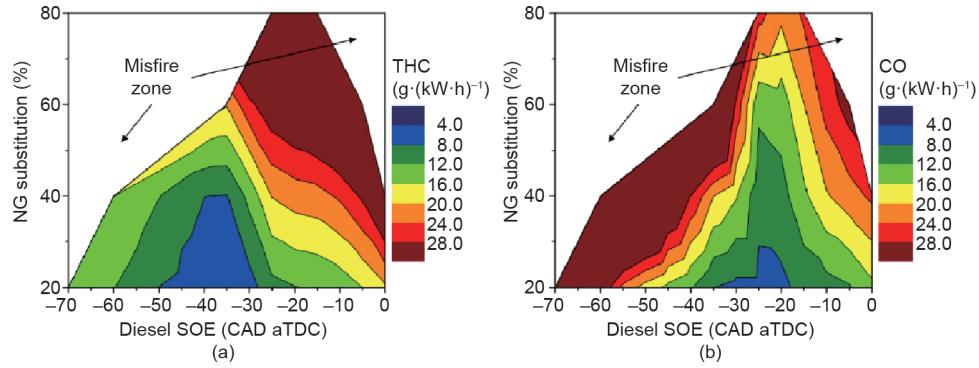 80
60
40
20
NG substitution (%)
Misfire
zone
–70 –60 –50 –40 –30 –20 –10 0
Diesel SOE (CAD aTDC)
(a)
THC
(g·(kW·h)⁻¹)
4.0
8.0
12.0
16.0
20.0
24.0
28.0
80
60
40
20
NG substitution (%)
Misfire
zone
–70 –60 –50 –40 –30 –20 –10 0
Diesel SOE (CAD aTDC)
(b)
CO
(g·(kW·h)⁻¹)
4.0
8.0
12.0
16.0
20.0
24.0
28.0